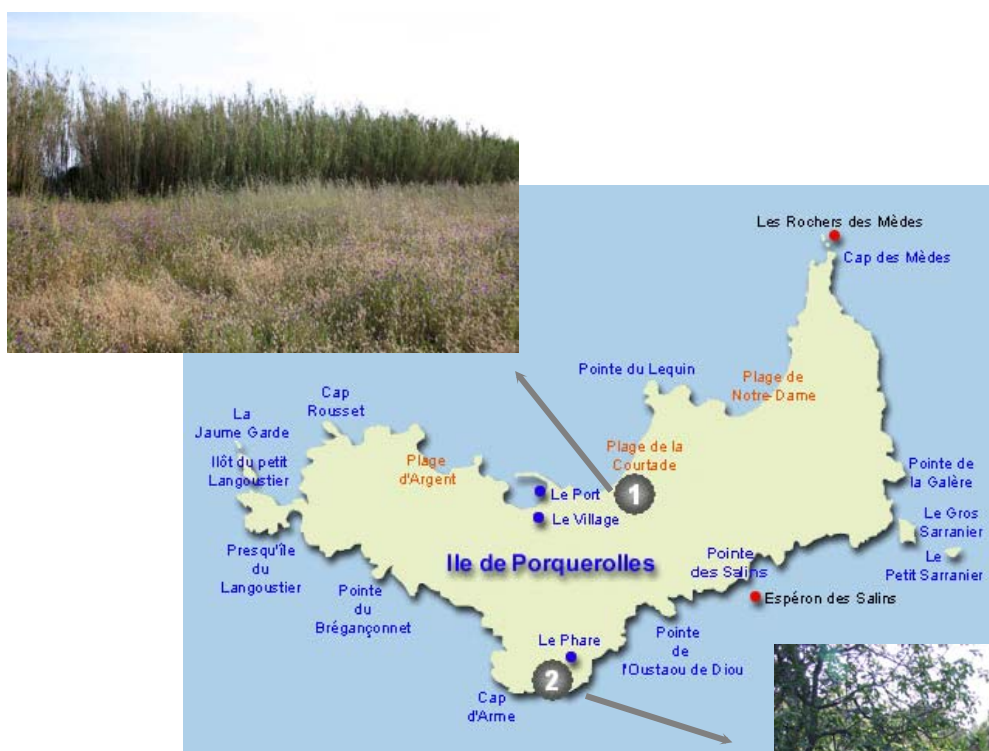 Les Rochers des Mèdes
Cap des Mèdes
Pointe du Lequin
Plage de
Notre-Dame
Cap
Rousset
La
Jaume Garde
Ilôt du petit
Langoustier
Plage
d'Argent
Plage de la
Courtade
1
Le Port
Le Village
Pointe de
la Galère
Le Gros
Sarranier
Le
Petit Sarranier
Presqu'île
du
Langoustier
Ile de Porquerolles
Pointe
des Salins
Espéron des Salins
Pointe
du
Brégançonnet
Le Phare
2
Pointe
de
l'Oustaou de Diou
Cap
d'Arme